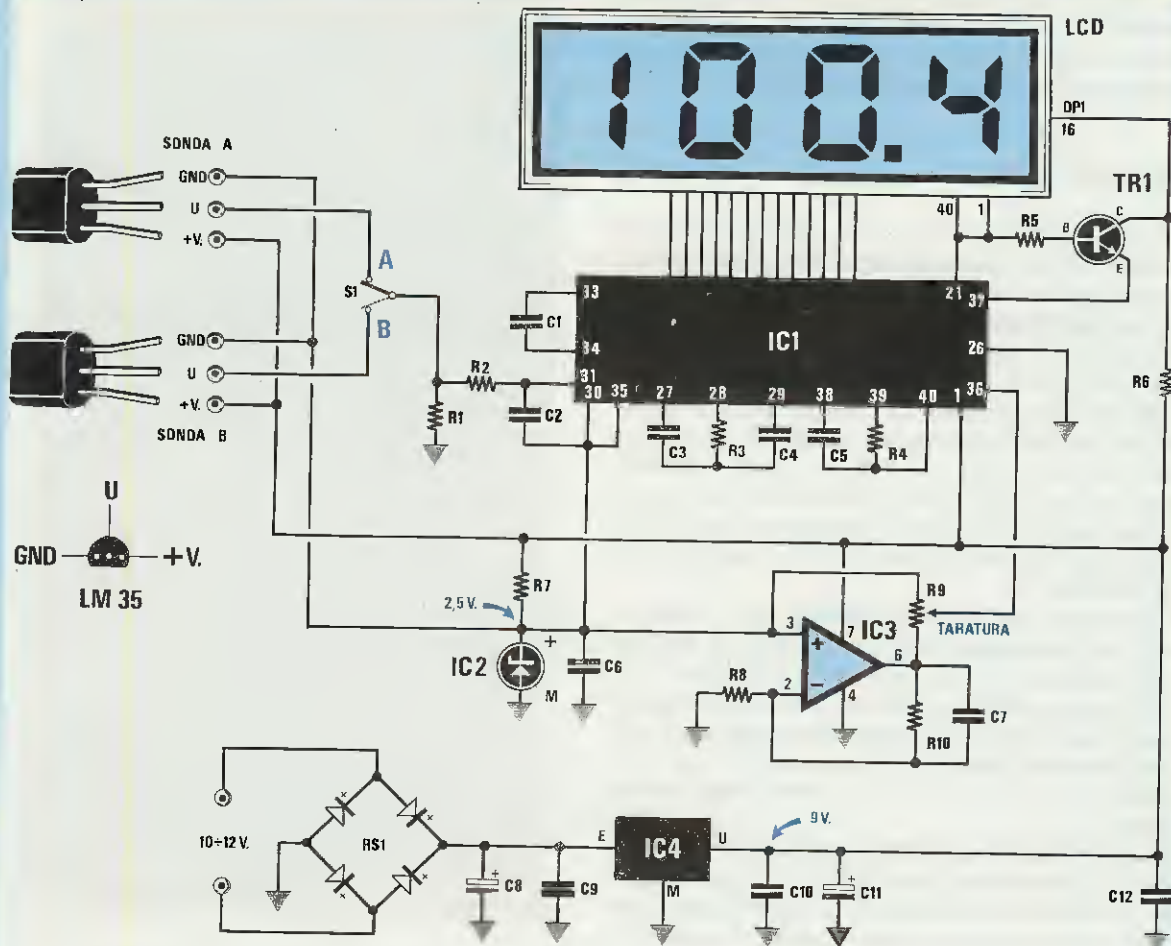 LCD
100.4
DP1
16
SONDA A
GND
U
+V.
A
S1
B
GND
U
+V.
SONDA B
U
GND
+V.
LM 35
40
1
R5
B
C
E
TR1
33
34
31
30
35
27
28
29
38
39
40
1
36
26
37
21
IC1
C1
R2
C2
R1
C3
R3
C4
C5
R4
R6
R7
2,5V.
IC2
+
M
C6
3
+
2
−
7
6
4
IC3
R8
R9
TARATURA
R10
C7
10÷12V.
RS1
+
C8
C9
E
IC4
U
M
9V.
C10
+
C11
C12